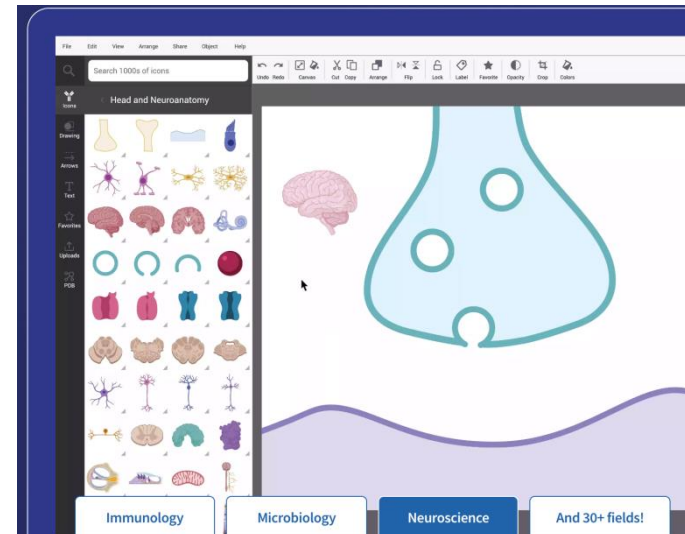 File Edit View Arrange Share Object Help
Search 1000s of icons
Undo Redo Canvas Cut Copy Arrange Flip Lock Label Favorite Opacity Crop Colors
Icons
Head and Neuroanatomy
Drawing
Arrows
Text
Favorites
Uploads
PDB
Immunology Microbiology Neuroscience And 30+ fields!